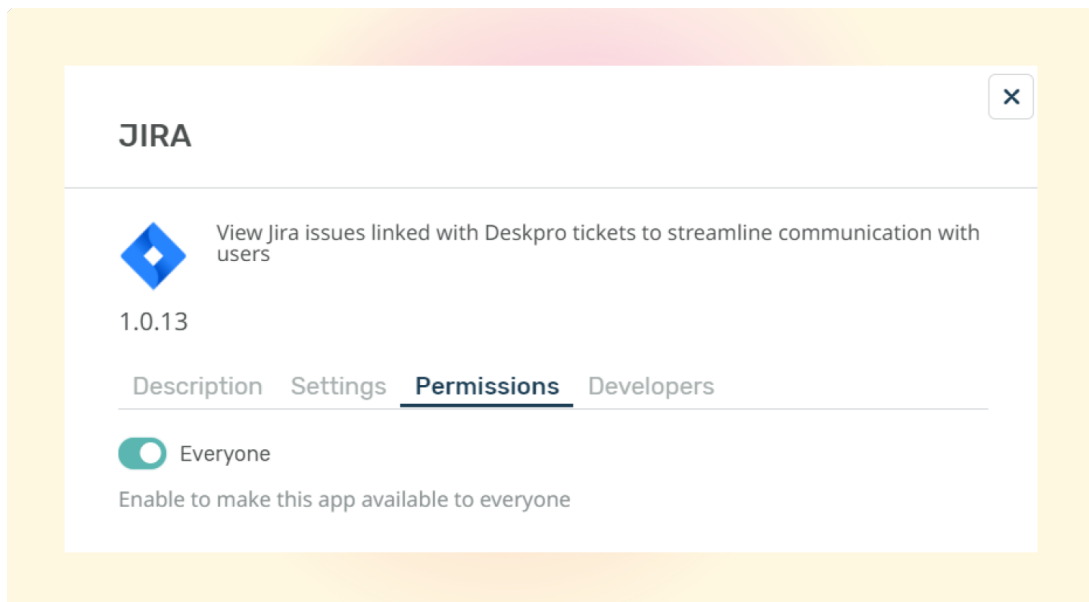 JIRA
View Jira issues linked with Deskpro tickets to streamline communication with
users
1.0.13
Description Settings Permissions Developers
Everyone
Enable to make this app available to everyone